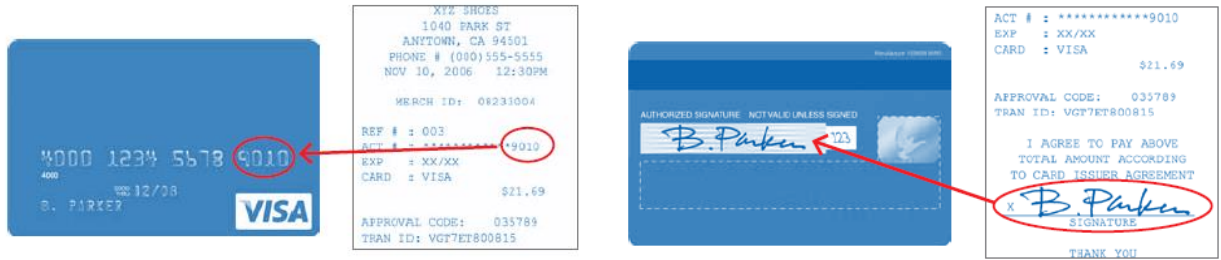 4000 1234 5678 9010
4000
12/08
B. PARKER
VISA
XYZ SHOES
1040 PARK ST
ANYTOWN, CA 94501
PHONE # (000)555-5555
NOV 10, 2006 12:30PM
MERCH ID: 08233004
REF # : 003
ACT # : ************9010
EXP : XX/XX
CARD : VISA
$21.69
APPROVAL CODE: 035789
TRAN ID: VGT7ET800815
AUTHORIZED SIGNATURE NOT VALID UNLESS SIGNED
B. Parker
123
ACT # : ************9010
EXP : XX/XX
CARD : VISA
$21.69
APPROVAL CODE: 035789
TRAN ID: VGT7ET800815
I AGREE TO PAY ABOVE
TOTAL AMOUNT ACCORDING
TO CARD ISSUER AGREEMENT
X B. Parker
SIGNATURE
THANK YOU